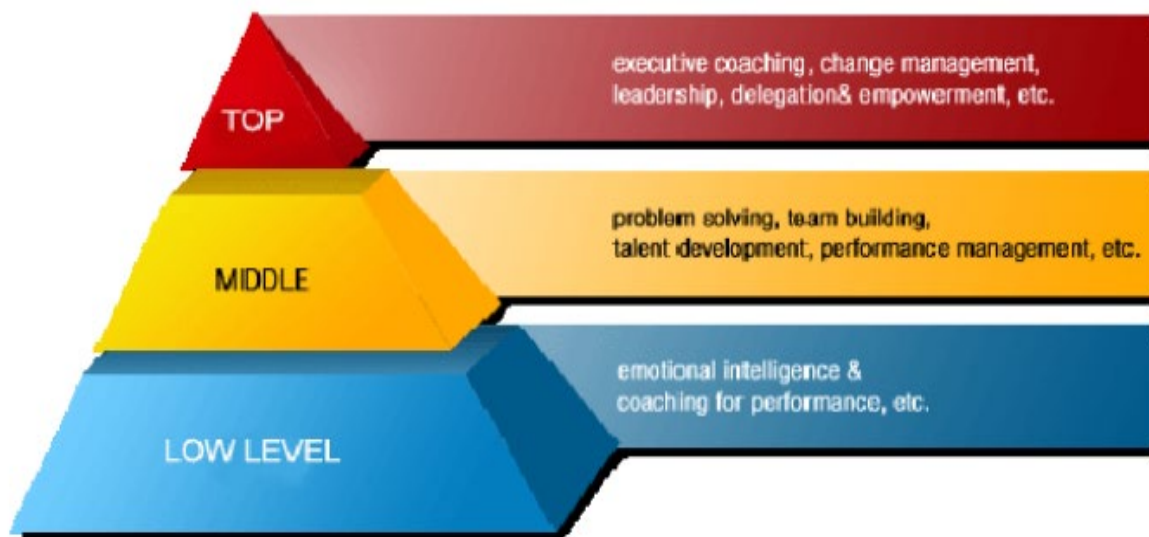 TOP
executive coaching, change management,
leadership, delegation& empowerment, etc.
MIDDLE
problem solving, team building,
talent development, performance management, etc.
LOW LEVEL
emotional intelligence &
coaching for performance, etc.